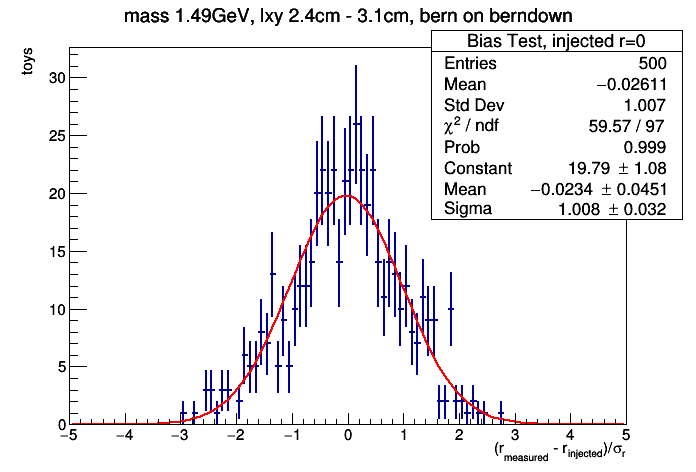 mass 1.49GeV, lxy 2.4cm - 3.1cm, bern on berndown
Bias Test, injected r=0
Entries 500
Mean −0.02611
Std Dev 1.007
χ² / ndf 59.57 / 97
Prob 0.999
Constant 19.79 ± 1.08
Mean −0.0234 ± 0.0451
Sigma 1.008 ± 0.032
toys
30
25
20
15
10
5
0
−5 −4 −3 −2 −1 0 1 2 3 4 5
(r_measured - r_injected)/σ_r